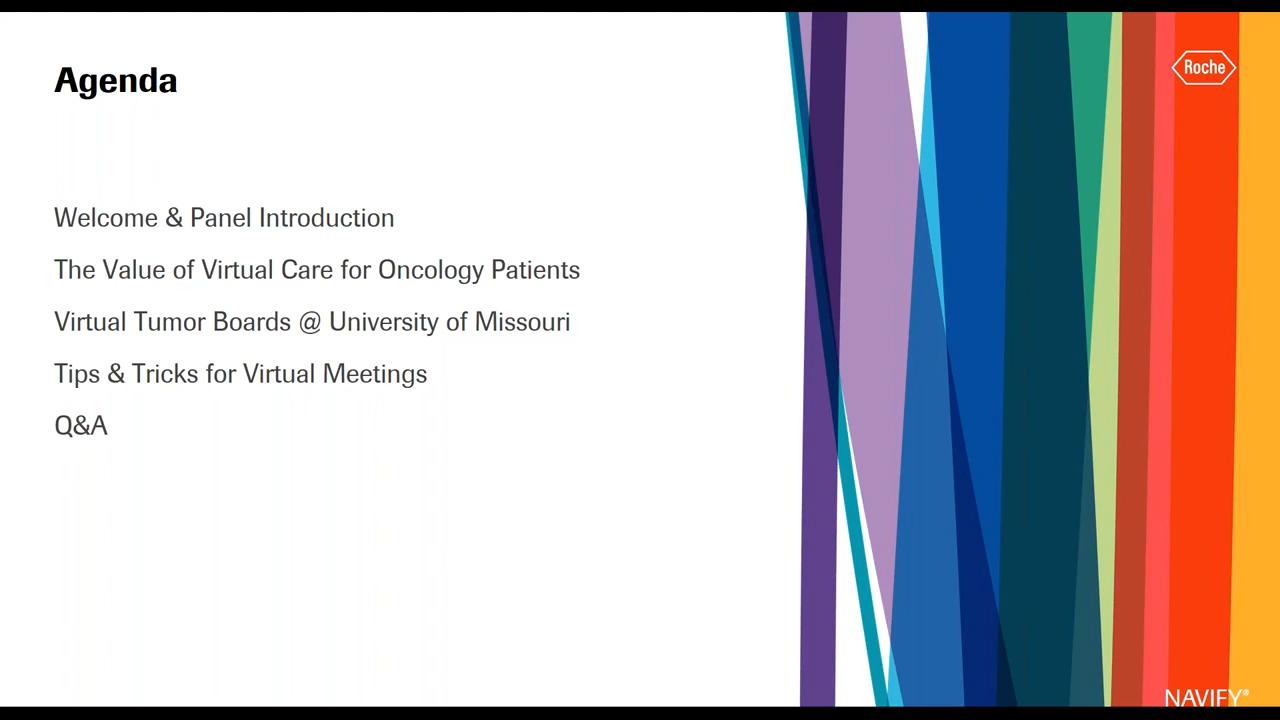 Agenda
Roche
Welcome & Panel Introduction
The Value of Virtual Care for Oncology Patients
Virtual Tumor Boards @ University of Missouri
Tips & Tricks for Virtual Meetings
Q&A
NAVIFY®